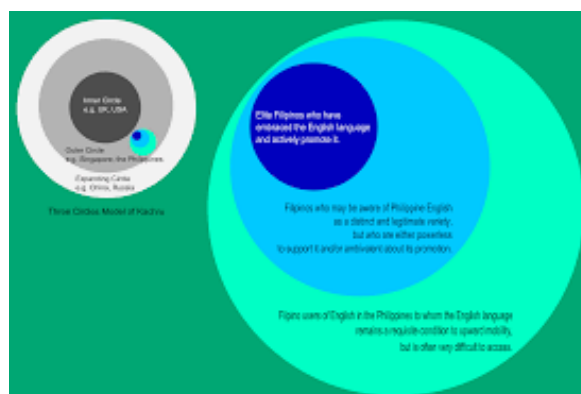 Inner Circle
e.g. UK, USA
Outer Circle
e.g. Singapore, the Philippines
Expanding Circle
e.g. China, Russia
Three Circles Model of Kachru
Elite Filipinos who have
embraced the English language
and actively promote it.
Filipinos who may be aware of Philippine English
as a distinct and legitimate variety,
but who are either powerless
to support it and/or ambivalent about its promotion.
Filipino users of English in the Philippines to whom the English language
remains a requisite condition to upward mobility,
but is often very difficult to access.